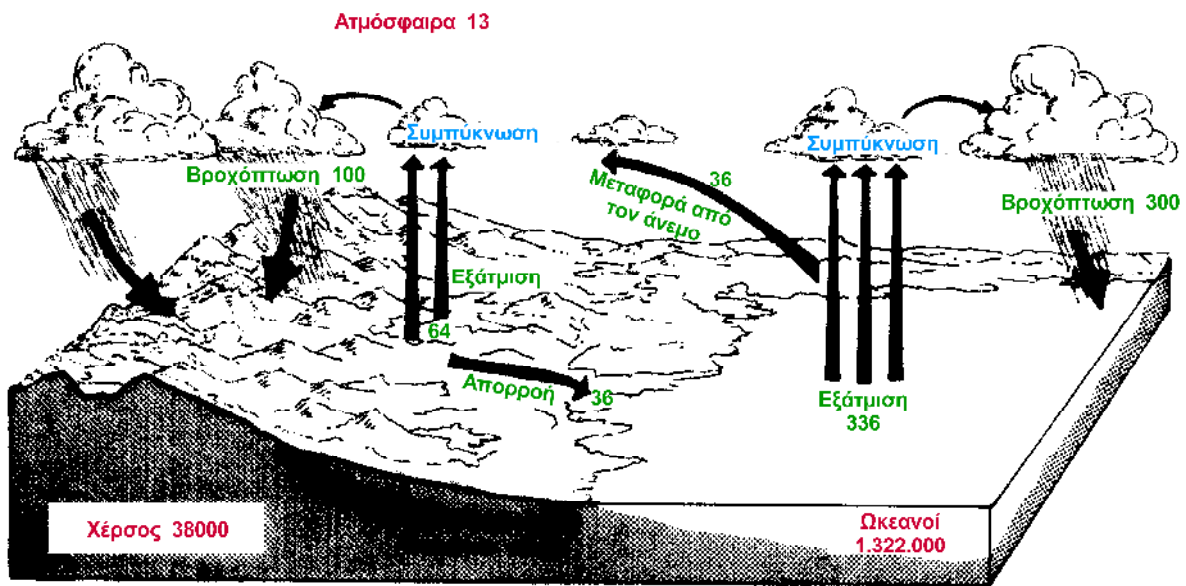 Ατμόσφαιρα 13
Συμπύκνωση
Συμπύκνωση
Βροχόπτωση 100
36
Μεταφορά από
τον άνεμο
Βροχόπτωση 300
Εξάτμιση
64
Απορροή 36
Εξάτμιση
336
Χέρσος 38000
Ωκεανοί
1.322.000